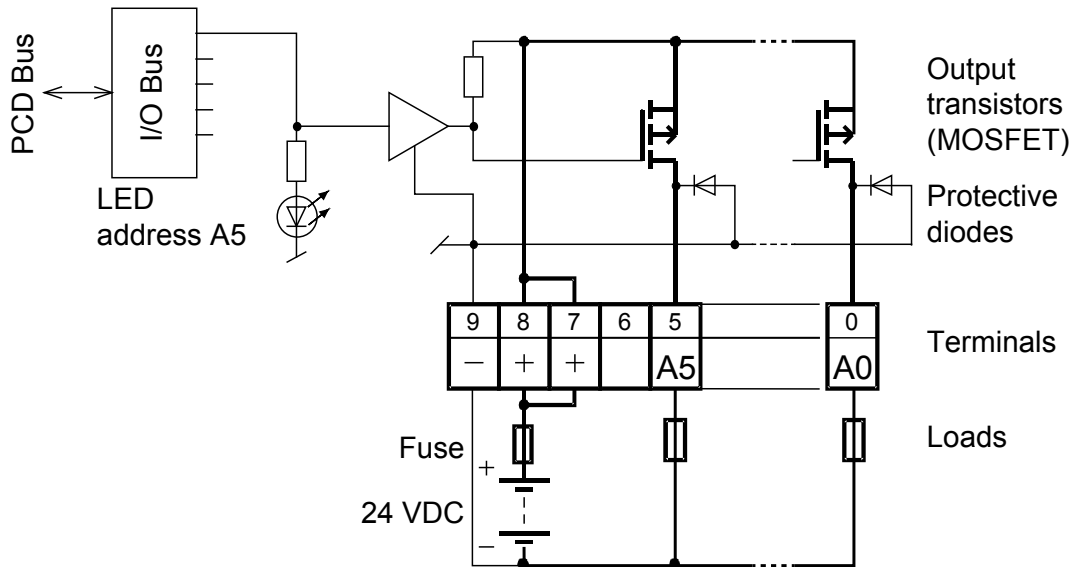 PCD Bus
I/O Bus
LED
address A5
Output
transistors
(MOSFET)
Protective
diodes
9 8 7 6 5 0
– + + A5 A0
Terminals
Fuse
Loads
+
24 VDC
–